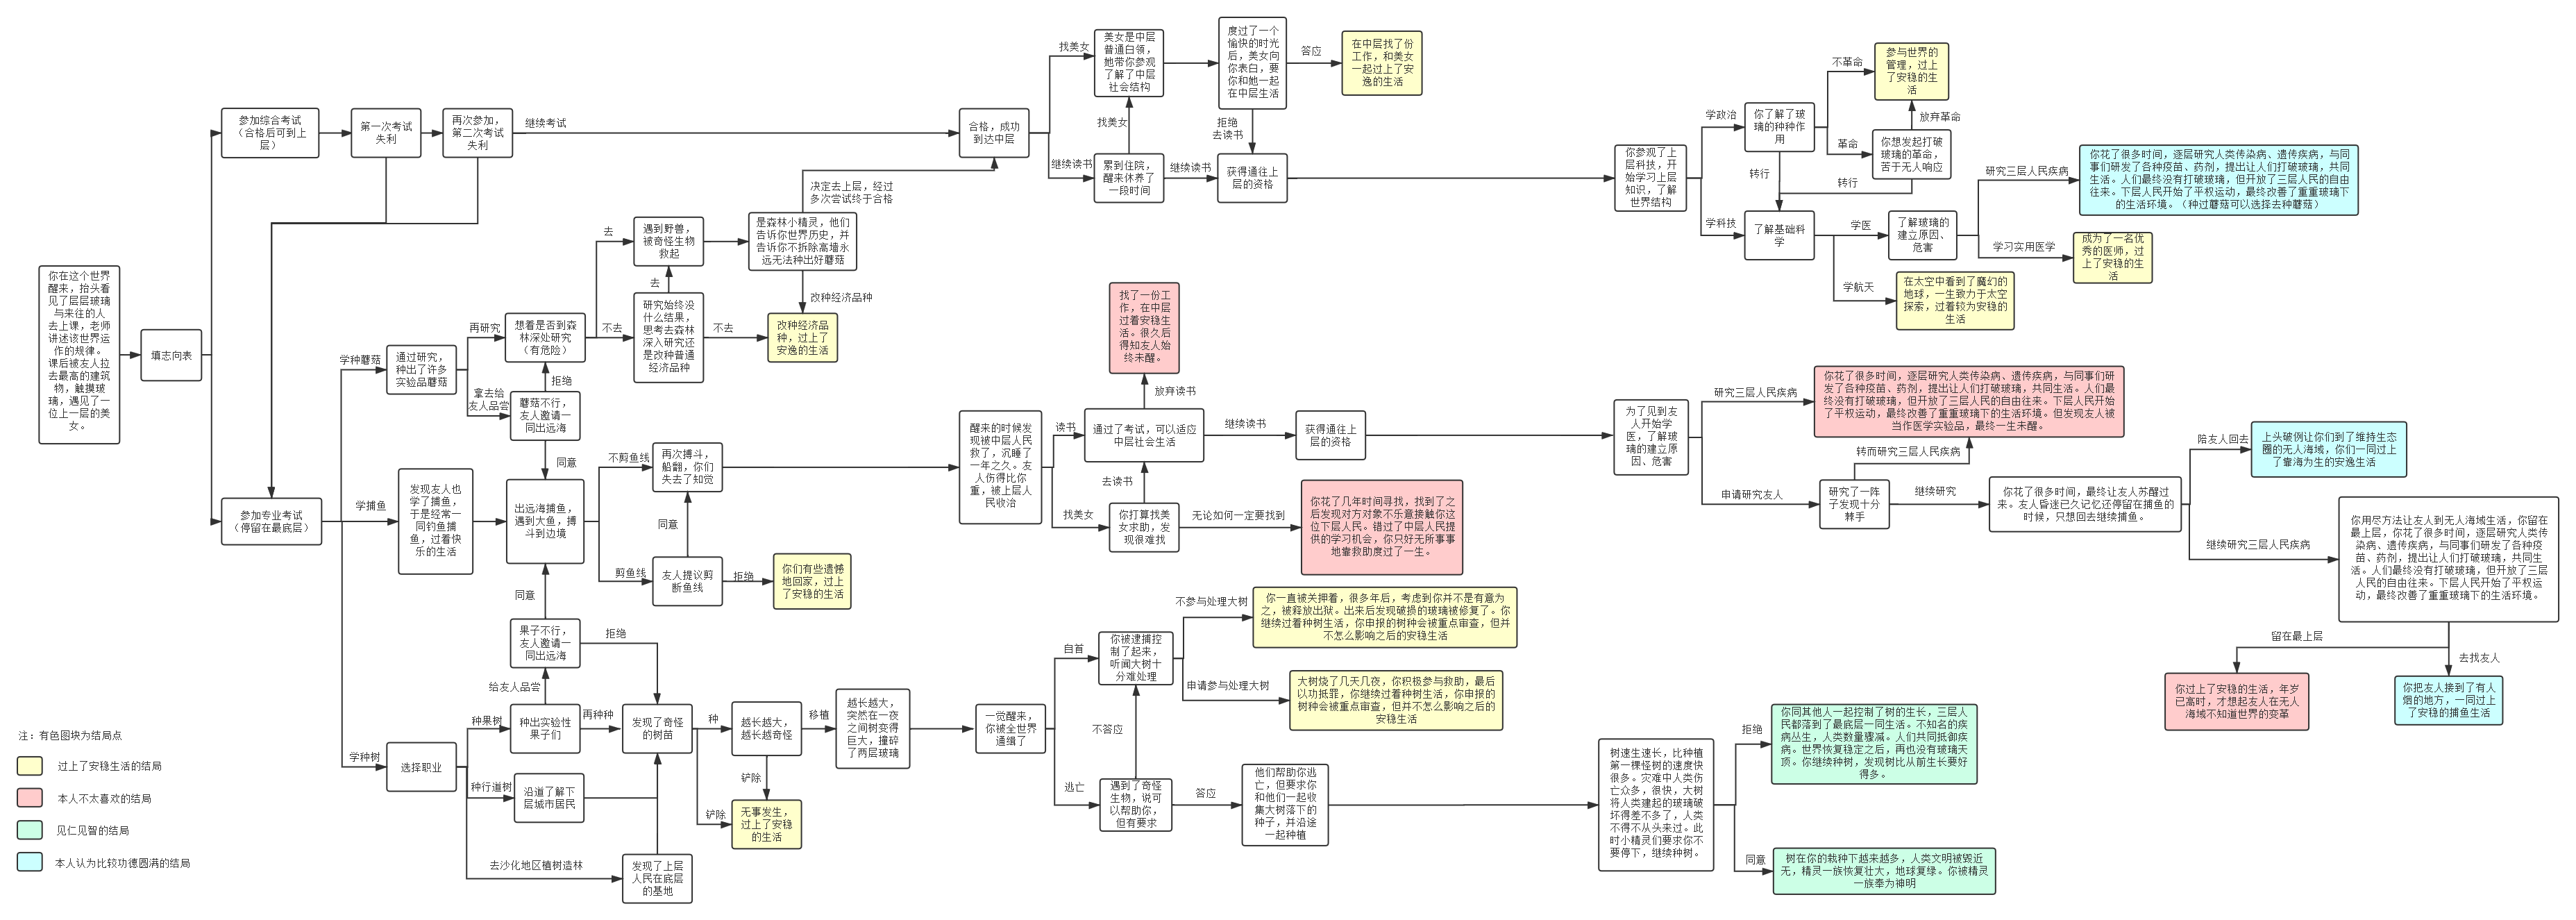 你在这个世界
醒来，抬头看
见了层层玻璃
与来往的人
去上课，老师
讲述该世界运
作的规律。
课后被友人拉
去最高的建筑
物，触摸玻
璃，遇见了一
位上一层的美
女。
填志向表
参加综合考试
（合格后可到上
层）
第一次考试
失利
再次参加，
第二次考试
失利
继续考试
合格，成功
到达中层
找美女
美女是中层
普通白领，
她带你参观
了解了中层
社会结构
度过了一个
愉快的时光
后，美女向
你表白，要
你和她一起
在中层生活
答应
在中层找了份
工作，和美女
一起过上了安
逸的生活
找美女
拒绝
去读书
继续读书
累到住院，
醒来休养了
一段时间
继续读书
获得通往上
层的资格
你参观了上
层科技，开
始学习上层
知识，了解
世界结构
学政治
你了解了玻
璃的种种作
用
不革命
参与世界的
管理，过上
了安稳的生
活
放弃革命
革命
你想发起打破
玻璃的革命，
苦于无人响应
转行
转行
学科技
了解基础科
学
学医
了解玻璃的
建立原因、
危害
研究三层人民疾病
你花了很多时间，逐层研究人类传染病、遗传疾病，与同
事们研发了各种疫苗、药剂，提出让人们打破玻璃，共同
生活。人们最终没有打破玻璃，但开放了三层人民的自由
往来。下层人民开始了平权运动，最终改善了重重玻璃下
的生活环境。（种过蘑菇可以选择去种蘑菇）
学习实用医学
成为了一名优
秀的医师，过
上了安稳的生
活
学航天
在太空中看到了魔幻的
地球，一生致力于太空
探索，过着较为安稳的
生活
决定去上层，经过
多次尝试终于合格
去
遇到野兽，
被奇怪生物
救起
是森林小精灵，他们
告诉你世界历史，并
告诉你不拆除高墙永
远无法种出好蘑菇
去
改种经济品种
学种蘑菇
通过研究，
种出了许多
实验品蘑菇
再研究
想着是否到森
林深处研究
（有危险）
不去
研究始终没
什么结果，
思考去森林
深入研究还
是改种普通
经济品种
不去
改种经济品
种，过上了
安逸的生活
拿去给
友人品尝
拒绝
蘑菇不行，
友人邀请一
同出远海
同意
参加专业考试
（停留在最底层）
学捕鱼
发现友人也
学了捕鱼，
于是经常一
同钓鱼捕
鱼，过着快
乐的生活
出远海捕鱼，
遇到大鱼，搏
斗到边境
不剪鱼线
再次搏斗，
船翻，你们
失去了知觉
同意
剪鱼线
友人提议剪
断鱼线
拒绝
你们有些遗憾
地回家，过上
了安稳的生活
醒来的时候发
现被中层人民
救了，沉睡了
一年之久。友
人伤得比你
重，被上层人
民收治
读书
通过了考试，可以适应
中层社会生活
放弃读书
找了一份工
作，在中层
过着安稳生
活。很久后
得知友人始
终未醒。
继续读书
获得通往上
层的资格
去读书
找美女
你打算找美
女求助，发
现很难找
无论如何一定要找到
你花了几年时间寻找，找到了之
后发现对方对象不乐意接触你这
位下层人民。错过了中层人民提
供的学习机会，你只好无所事事
地靠救助度过了一生。
为了见到友
人开始学
医，了解玻
璃的建立原
因、危害
研究三层人民疾病
你花了很多时间，逐层研究人类传染病、遗传疾病，与同事们研
发了各种疫苗、药剂，提出让人们打破玻璃，共同生活。人们最
终没有打破玻璃，但开放了三层人民的自由往来。下层人民开始
了平权运动，最终改善了重重玻璃下的生活环境。但发现友人被
当作医学实验品，最终一生未醒。
转而研究三层人民疾病
申请研究友人
研究了一阵
子发现十分
棘手
继续研究
你花了很多时间，最终让友人苏醒过
来。友人昏迷已久记忆还停留在捕鱼的
时候，只想回去继续捕鱼。
陪友人回去
上头破例让你们到了维持生态
圈的无人海域，你们一同过上
了靠海为生的安逸生活
继续研究三层人民疾病
你用尽方法让友人到无人海域生活，你留在
最上层，你花了很多时间，逐层研究人类传
染病、遗传疾病，与同事们研发了各种疫
苗、药剂，提出让人们打破玻璃，共同生
活。人们最终没有打破玻璃，但开放了三层
人民的自由往来。下层人民开始了平权运
动，最终改善了重重玻璃下的生活环境。
留在最上层
去找友人
你过上了安稳的生活，年岁
已高时，才想起友人在无人
海域不知道世界的变革
你把友人接到了有人
烟的地方，一同过上
了安稳的捕鱼生活
同意
果子不行，
友人邀请一
同出远海
拒绝
给友人品尝
学种树
选择职业
种果树
种出实验性
果子们
再种种
发现了奇怪
的树苗
种
越长越大，
越长越奇怪
移植
越长越大，
突然在一夜
之间树变得
巨大，撞碎
了两层玻璃
一觉醒来，
你被全世界
通缉了
铲除
铲除
无事发生，
过上了安稳
的生活
种行道树
沿道了解下
层城市居民
去沙化地区植树造林
发现了上层
人民在底层
的基地
自首
你被逮捕控
制了起来，
听闻大树十
分难处理
不参与处理大树
你一直被关押着，很多年后，考虑到你并不是有意为
之，被释放出狱。出来后发现破损的玻璃被修复了。你
继续过着种树生活，你申报的树种会被重点审查，但并
不怎么影响之后的安稳生活
申请参与处理大树
大树烧了几天几夜，你积极参与救助，最后
以功抵罪，你继续过着种树生活，你申报的
树种会被重点审查，但并不怎么影响之后的
安稳生活
不答应
逃亡
遇到了奇怪
生物，说可
以帮助你，
但有要求
答应
他们帮助你逃
亡，但要求你
和他们一起收
集大树落下的
种子，并沿途
一起种植
树速生速长，比种植
第一棵怪树的速度快
很多。灾难中人类伤
亡众多，很快，大树
将人类建起的玻璃破
坏得差不多了，人类
不得不从头来过。此
时小精灵们要求你不
要停下，继续种树。
拒绝
你同其他人一起控制了树的生长，三层人
民都落到了最底层一同生活。不知名的疾
病丛生，人类数量骤减。人们共同抵御疾
病。世界恢复稳定之后，再也没有玻璃天
顶。你继续种树，发现树比从前生长要好
得多。
同意
树在你的栽种下越来越多，人类文明被毁近
无，精灵一族恢复壮大，地球复绿。你被精灵
一族奉为神明
注：有色图块为结局点
过上了安稳生活的结局
本人不太喜欢的结局
见仁见智的结局
本人认为比较功德圆满的结局